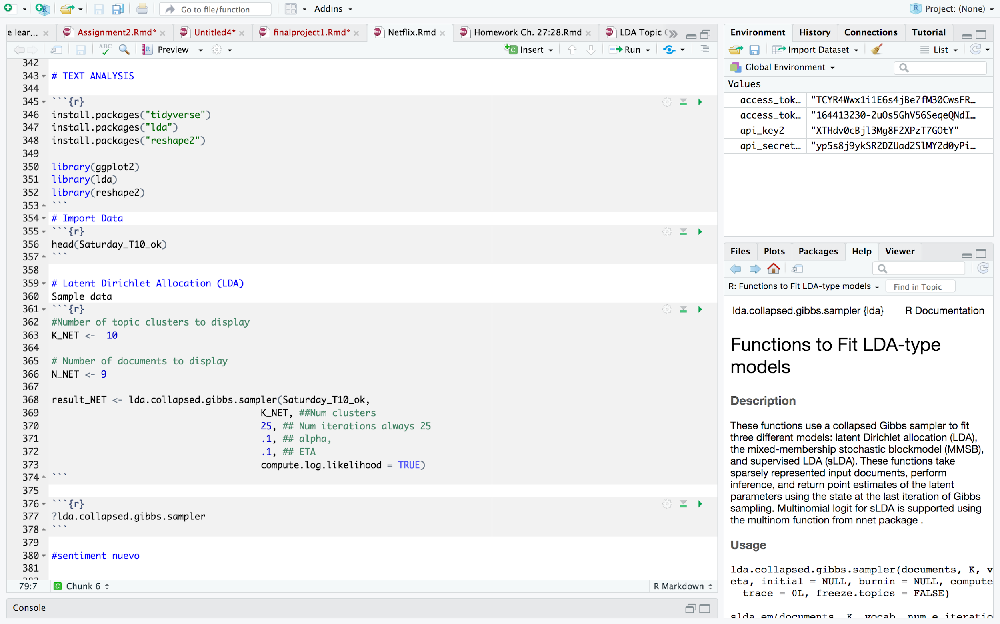 Go to file/function
Addins
Project: (None)
e lear...
Assignment2.Rmd*
Untitled4*
finalproject1.Rmd*
Netflix.Rmd
Homework Ch. 27:28.Rmd
LDA Topic
ABC
Preview
Insert
Run
342
343 # TEXT ANALYSIS
344
345 ```{r}
346 install.packages("tidyverse")
347 install.packages("lda")
348 install.packages("reshape2")
349
350 library(ggplot2)
351 library(lda)
352 library(reshape2)
353 ```
354 # Import Data
355 ```{r}
356 head(Saturday_T10_ok)
357 ```
358
359 # Latent Dirichlet Allocation (LDA)
360 Sample data
361 ```{r}
362 #Number of topic clusters to display
363 K_NET <-  10
364
365 # Number of documents to display
366 N_NET <- 9
367
368 result_NET <- lda.collapsed.gibbs.sampler(Saturday_T10_ok,
369 K_NET, ##Num clusters
370 25, ## Num iterations always 25
371 .1, ## alpha,
372 .1, ## ETA
373 compute.log.likelihood = TRUE)
374 ```
375
376 ```{r}
377 ?lda.collapsed.gibbs.sampler
378 ```
379
380 #sentiment nuevo
381
79:7
C Chunk 6
R Markdown
Console
Environment
History
Connections
Tutorial
Import Dataset
List
Global Environment
Values
access_tok… "TCYR4Wwx1i1E6s4jBe7fM30CwsFR…
access_tok… "164413230-2uOs5GhV56SeqeQNdI…
api_key2 "XTHdv0cBjl3Mg8F2XPzT7GOtY"
api_secret… "yp5s8j9ykSR2DZUad2SlMY2d0yPi…
Files
Plots
Packages
Help
Viewer
R: Functions to Fit LDA-type models
Find in Topic
lda.collapsed.gibbs.sampler {lda}
R Documentation
Functions to Fit LDA-type
models
Description
These functions use a collapsed Gibbs sampler to fit
three different models: latent Dirichlet allocation (LDA),
the mixed-membership stochastic blockmodel (MMSB),
and supervised LDA (sLDA). These functions take
sparsely represented input documents, perform
inference, and return point estimates of the latent
parameters using the state at the last iteration of Gibbs
sampling. Multinomial logit for sLDA is supported using
the multinom function from nnet package .
Usage
lda.collapsed.gibbs.sampler(documents, K, v
eta, initial = NULL, burnin = NULL, compute
trace = 0L, freeze.topics = FALSE)
slda.em(documents, K, vocab, num.e.iteratio